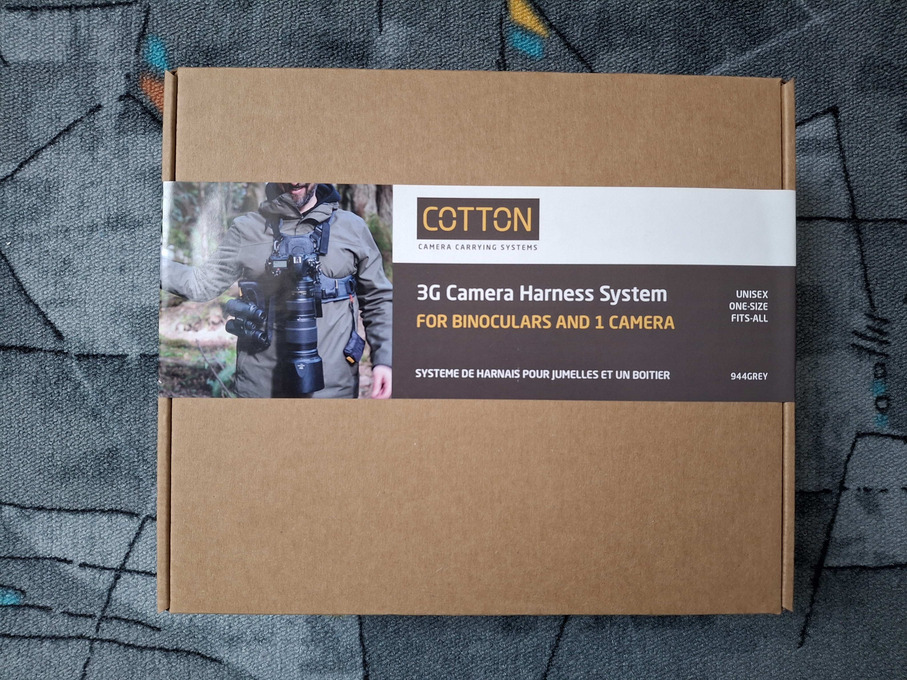 COTTON
CAMERA CARRYING SYSTEMS
3G Camera Harness System
FOR BINOCULARS AND 1 CAMERA
UNISEX
ONE-SIZE
FITS-ALL
SYSTEME DE HARNAIS POUR JUMELLES ET UN BOITIER
944GREY